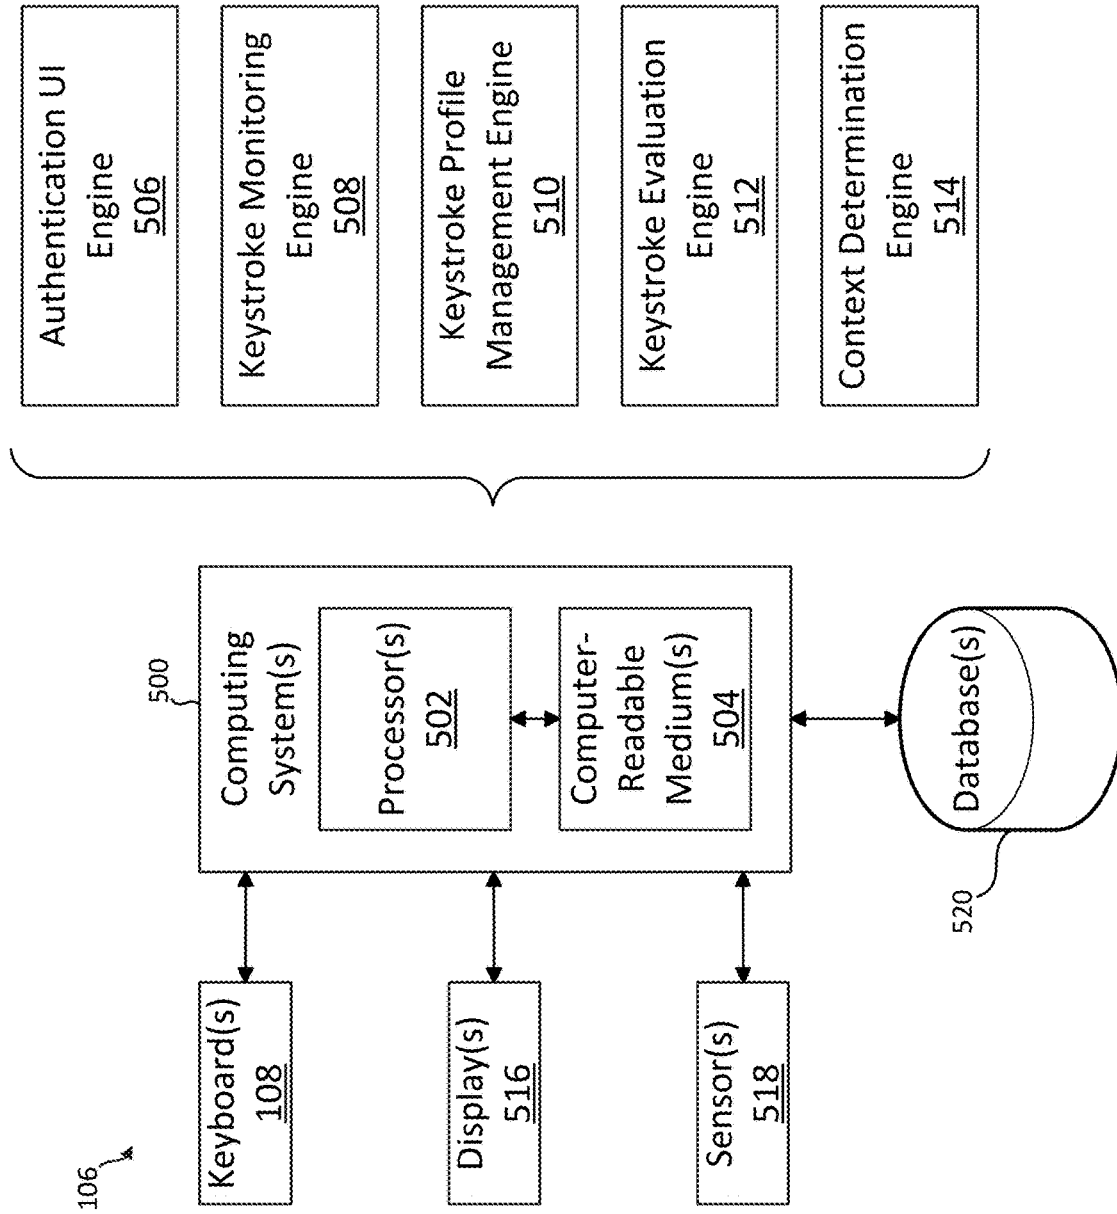 106
Keyboard(s)
108
Display(s)
516
Sensor(s)
518
500
Computing
System(s)
Processor(s)
502
Computer-
Readable
Medium(s)
504
Database(s)
520
Authentication UI
Engine
506
Keystroke Monitoring
Engine
508
Keystroke Profile
Management Engine
510
Keystroke Evaluation
Engine
512
Context Determination
Engine
514